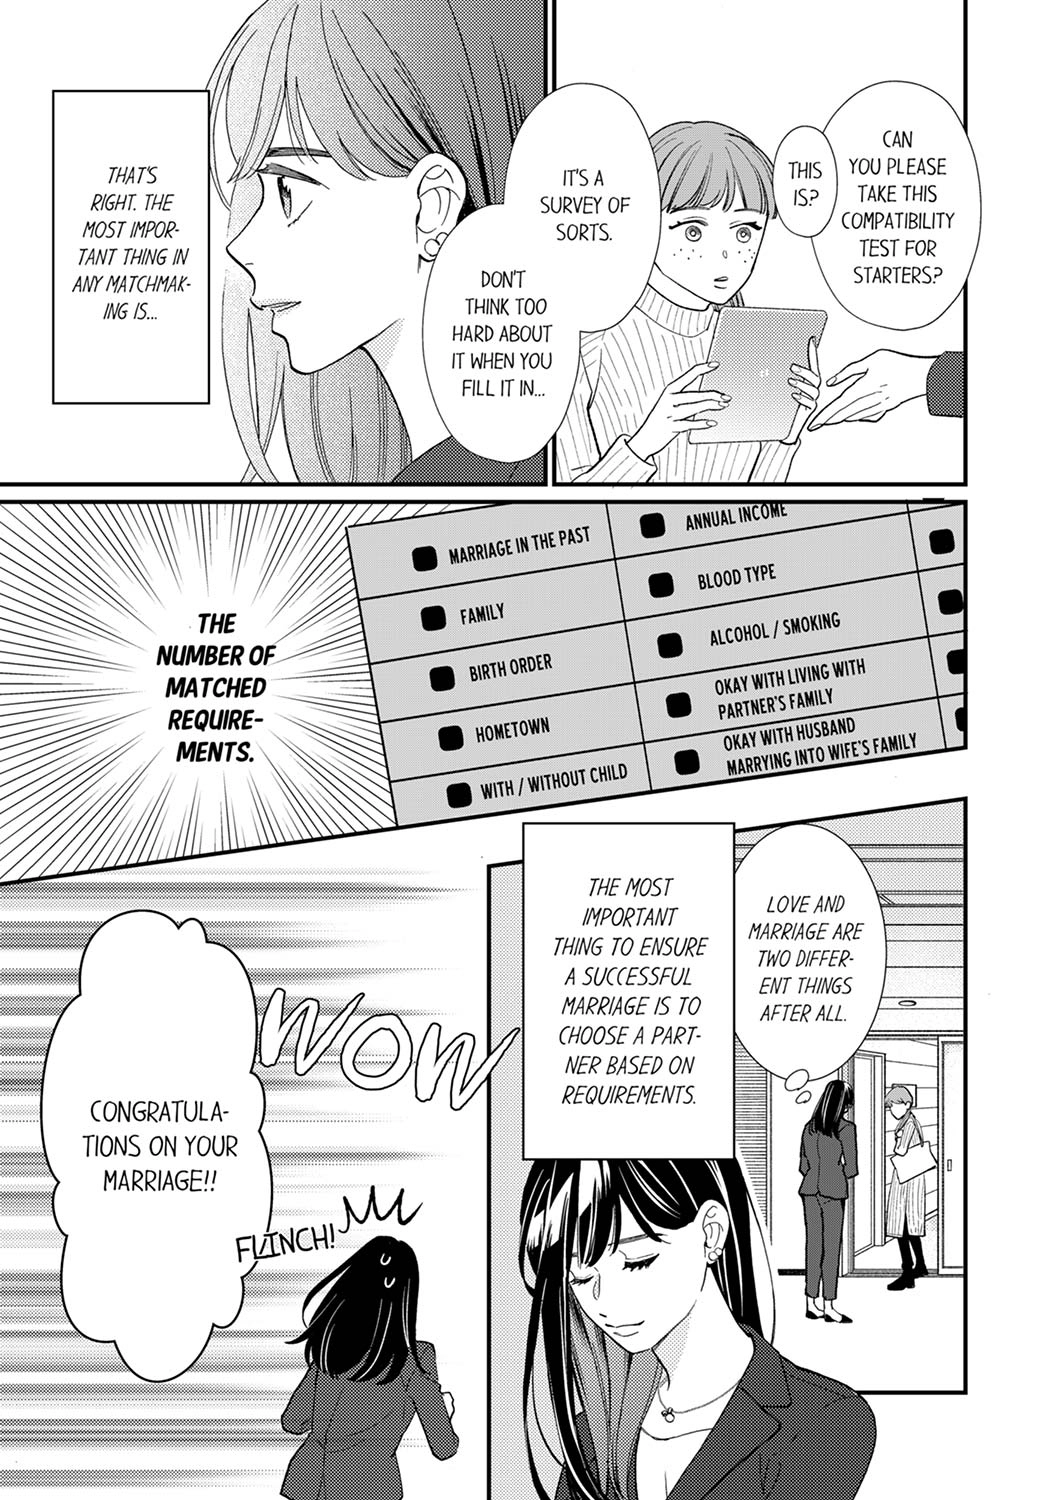 CAN
YOU PLEASE
TAKE THIS
COMPATIBILITY
TEST FOR
STARTERS?
THIS
IS?
IT'S A
SURVEY OF
SORTS.
DON'T
THINK TOO
HARD ABOUT
IT WHEN YOU
FILL IT IN...
THAT'S
RIGHT. THE
MOST IMPOR-
TANT THING IN
ANY MATCHMAK-
ING IS...
MARRIAGE IN THE PAST
FAMILY
BIRTH ORDER
HOMETOWN
WITH / WITHOUT CHILD
ANNUAL INCOME
BLOOD TYPE
ALCOHOL / SMOKING
OKAY WITH LIVING WITH
PARTNER'S FAMILY
OKAY WITH HUSBAND
MARRYING INTO WIFE'S FAMILY
THE
NUMBER OF
MATCHED
REQUIRE-
MENTS.
LOVE AND
MARRIAGE ARE
TWO DIFFER-
ENT THINGS
AFTER ALL.
THE MOST
IMPORTANT
THING TO ENSURE
A SUCCESSFUL
MARRIAGE IS TO
CHOOSE A PART-
NER BASED ON
REQUIREMENTS.
WOW
CONGRATULA-
TIONS ON YOUR
MARRIAGE!!
FLINCH!